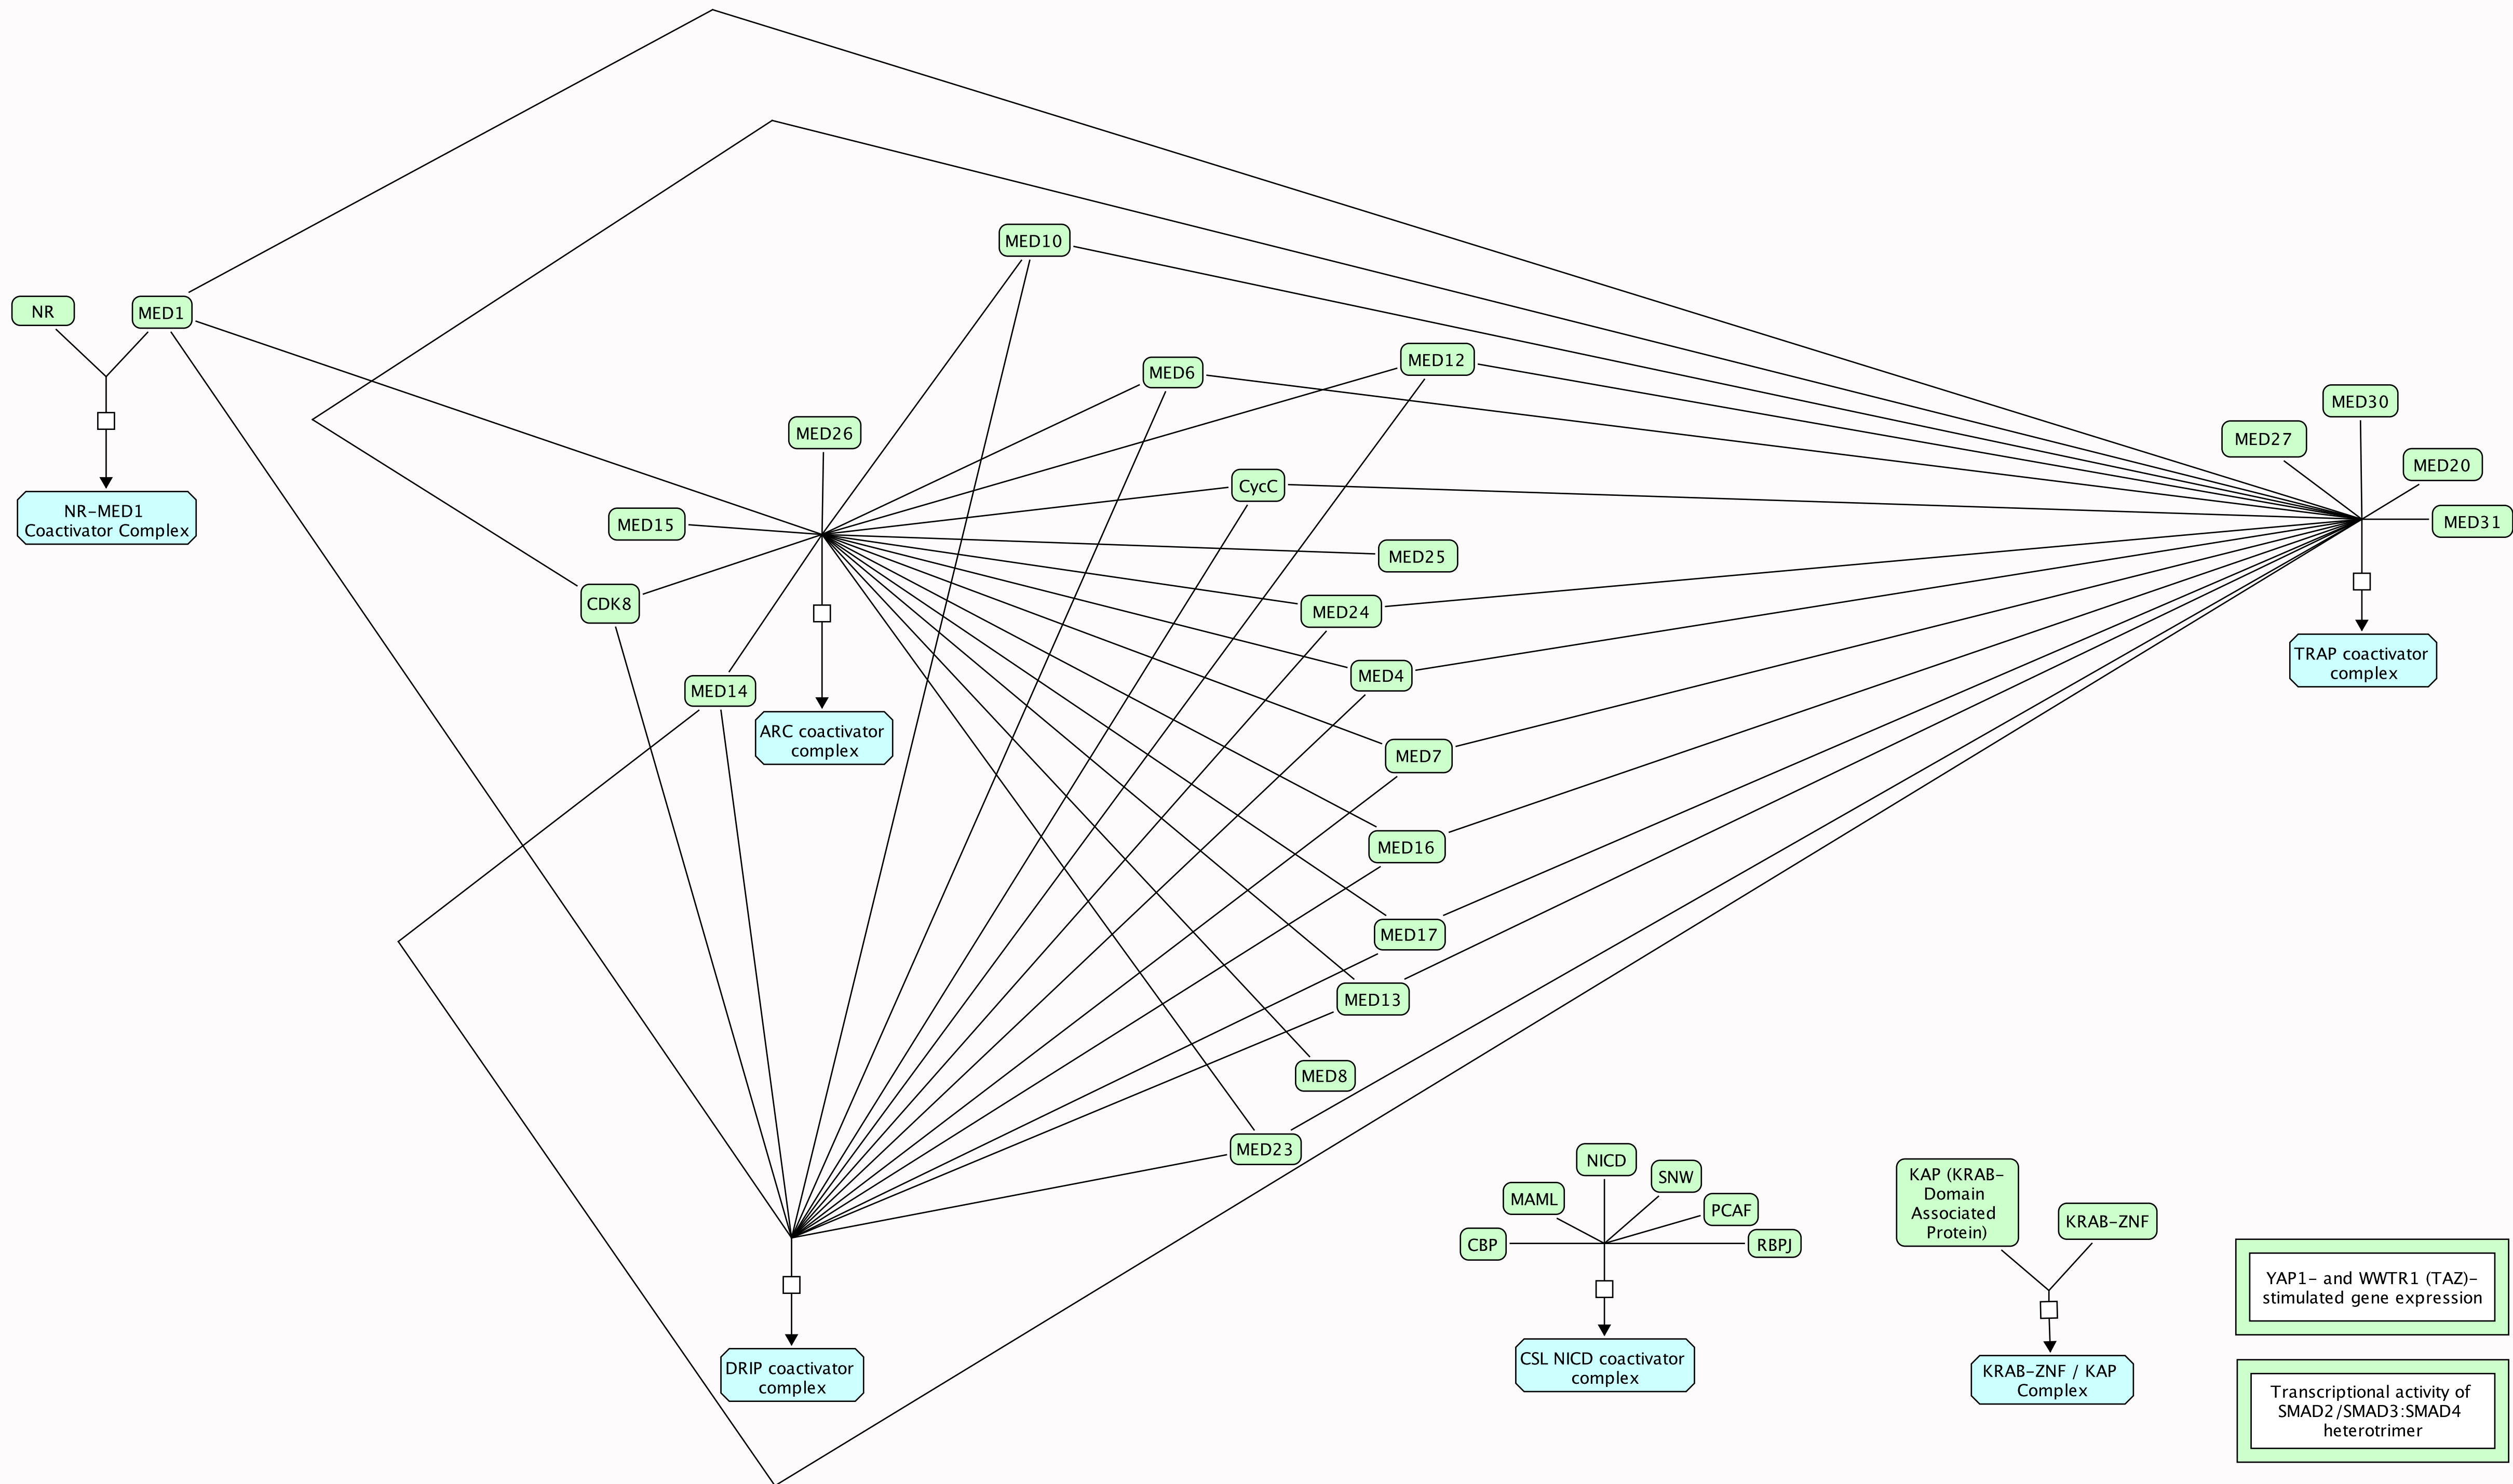 MED10
NR
MED1
MED6
MED12
MED30
MED26
MED27
MED20
CycC
NR-MED1
Coactivator Complex
MED15
MED31
MED25
CDK8
MED24
TRAP coactivator
complex
MED4
MED14
ARC coactivator
complex
MED7
MED16
MED17
MED13
MED8
MED23
NICD
SNW
MAML
PCAF
CBP
RBPJ
KAP (KRAB-
Domain
Associated
Protein)
KRAB-ZNF
YAP1- and WWTR1 (TAZ)-
stimulated gene expression
DRIP coactivator
complex
CSL NICD coactivator
complex
KRAB-ZNF / KAP
Complex
Transcriptional activity of
SMAD2/SMAD3:SMAD4
heterotrimer